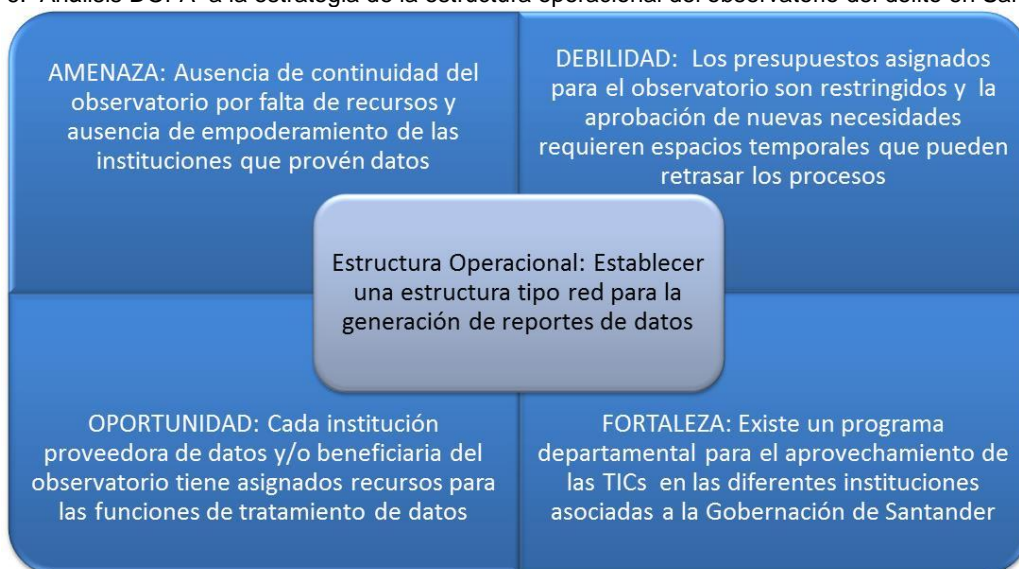 AMENAZA: Ausencia de continuidad del
observatorio por falta de recursos y
ausencia de empoderamiento de las
instituciones que provén datos
DEBILIDAD:  Los presupuestos asignados
para el observatorio son restringidos y  la
aprobación de nuevas necesidades
requieren espacios temporales que pueden
retrasar los procesos
Estructura Operacional: Establecer
una estructura tipo red para la
generación de reportes de datos
OPORTUNIDAD: Cada institución
proveedora de datos y/o beneficiaria del
observatorio tiene asignados recursos para
las funciones de tratamiento de datos
FORTALEZA: Existe un programa
departamental para el aprovechamiento de
las TICs  en las diferentes instituciones
asociadas a la Gobernación de Santander